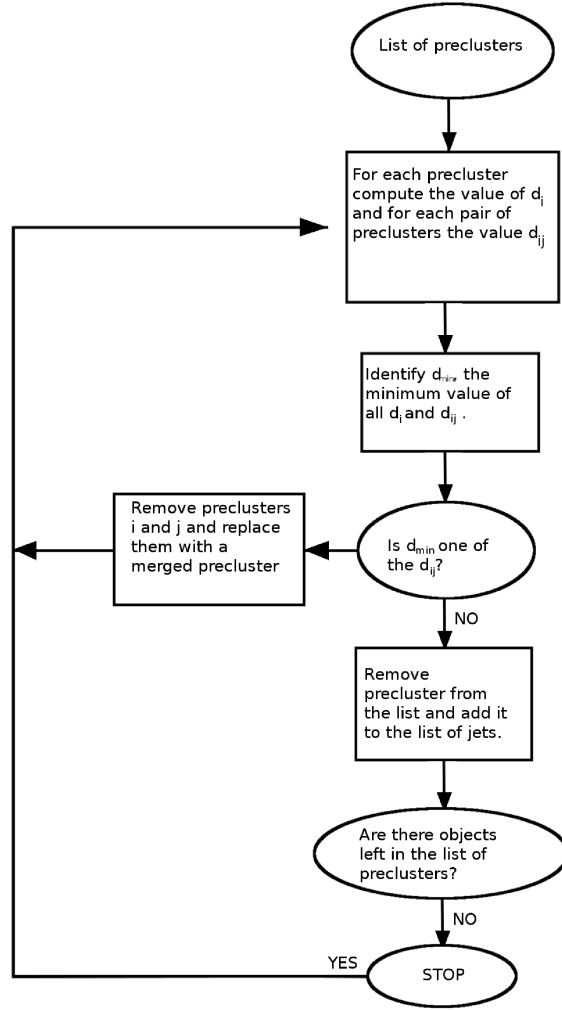 List of preclusters
For each precluster
compute the value of di
and for each pair of
preclusters the value dij
Identify dmin, the
minimum value of
all di and dij .
Remove preclusters
i and j and replace
them with a
merged precluster
Is dmin one of
the dij?
NO
Remove
precluster from
the list and add it
to the list of jets.
Are there objects
left in the list of
preclusters?
NO
YES
STOP